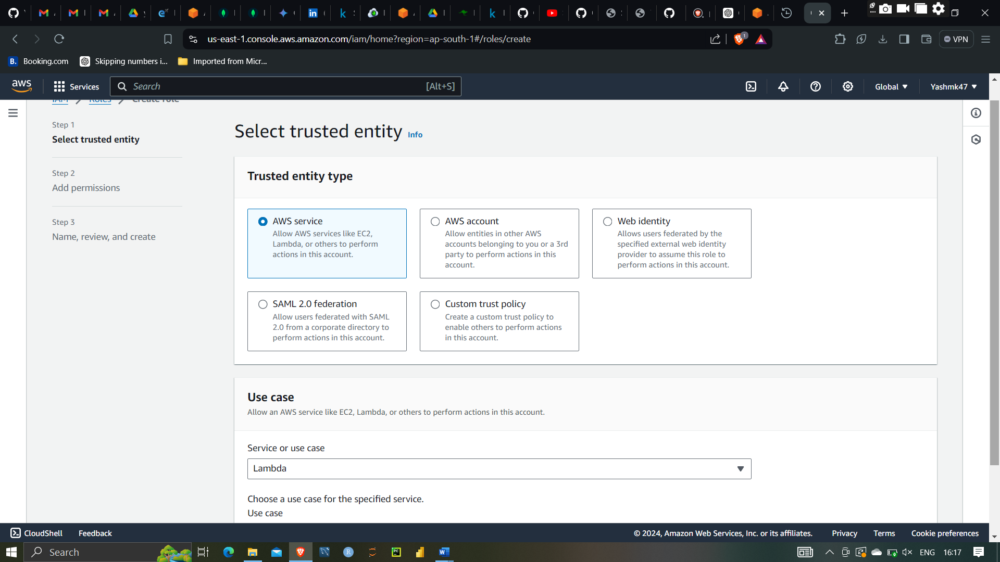 us-east-1.console.aws.amazon.com/iam/home?region=ap-south-1#/roles/create
1
VPN
B. Booking.com
Skipping numbers i...
Imported from Micr...
aws
Services
Search
[Alt+S]
Global
Yashmk47
IAM
Roles
Create role
Step 1
Select trusted entity
Step 2
Add permissions
Step 3
Name, review, and create
Select trusted entity Info
Trusted entity type
AWS service
Allow AWS services like EC2,
Lambda, or others to perform
actions in this account.
AWS account
Allow entities in other AWS
accounts belonging to you or a 3rd
party to perform actions in this
account.
Web identity
Allows users federated by the
specified external web identity
provider to assume this role to
perform actions in this account.
SAML 2.0 federation
Allow users federated with SAML
2.0 from a corporate directory to
perform actions in this account.
Custom trust policy
Create a custom trust policy to
enable others to perform actions
in this account.
Use case
Allow an AWS service like EC2, Lambda, or others to perform actions in this account.
Service or use case
Lambda
Choose a use case for the specified service.
Use case
CloudShell
Feedback
© 2024, Amazon Web Services, Inc. or its affiliates.
Privacy
Terms
Cookie preferences
Search
ENG
16:17